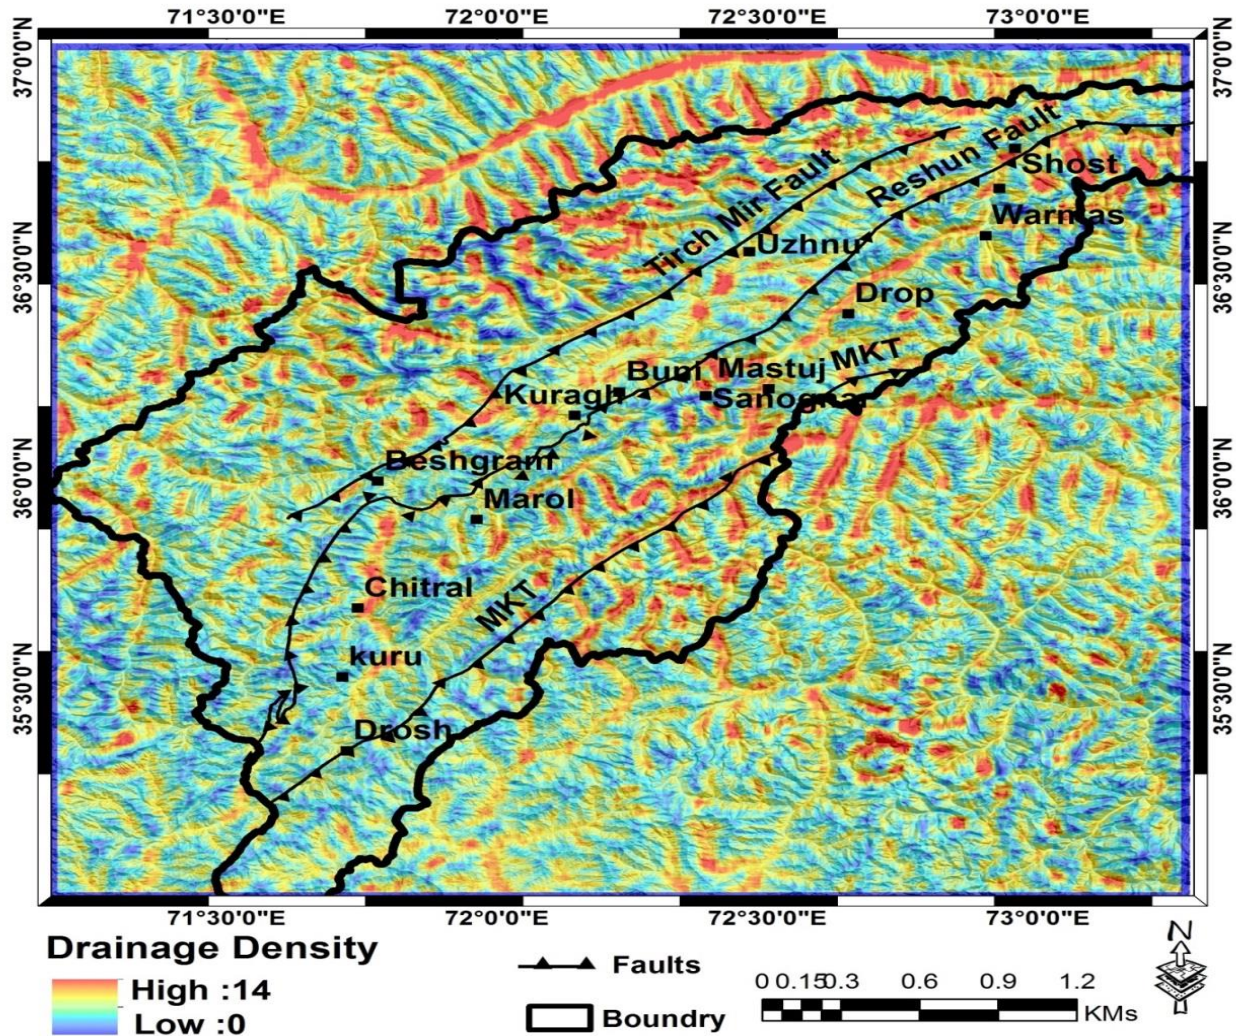 71°30'0"E 72°0'0"E 72°30'0"E 73°0'0"E
37°0'0"N
37°0'0"N
Reshun Fault
Shost
Tirch Mir Fault
Warmas
Uzhnu
36°30'0"N
36°30'0"N
Drop
MKT
Buni Mastuj
Kuragh
Beshgram
36°0'0"N
36°0'0"N
Marol
Chitral
MKT
kuru
35°30'0"N
35°30'0"N
Drosh
71°30'0"E 72°0'0"E 72°30'0"E 73°0'0"E
Drainage Density
High :14
Low :0
Faults
Boundry
0 0.150.3 0.6 0.9 1.2
KMs
N